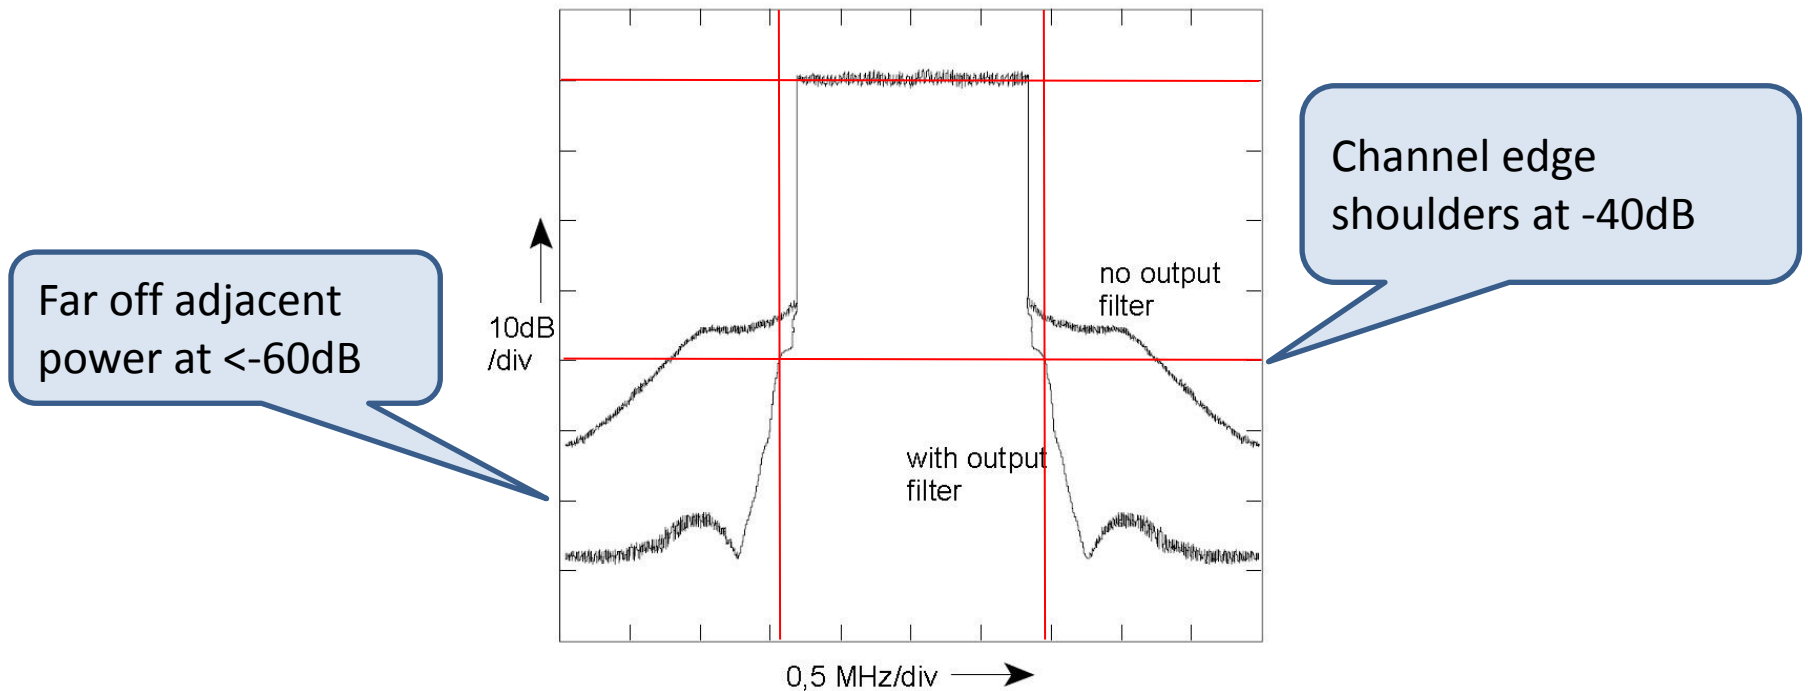 Channel edge
shoulders at -40dB
no output
filter
Far off adjacent
power at <-60dB
10dB
/div
with output
filter
0,5 MHz/div